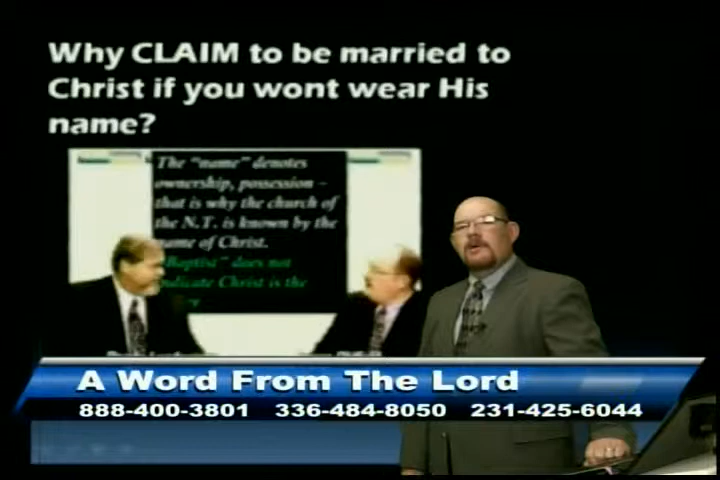 Why CLAIM to be married to
Christ if you wont wear His
name?
The "name" denotes
ownership, possession –
that is why the church of
the N.T. is known by the
name of Christ.
"Baptist" does not
indicate Christ is the
A Word From The Lord
888-400-3801 336-484-8050 231-425-6044